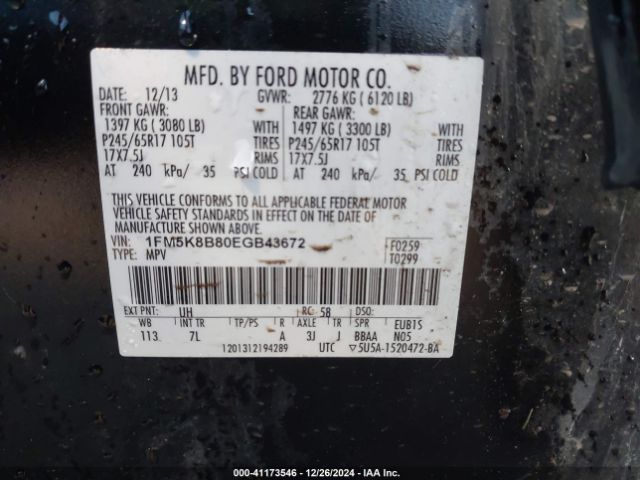 MFD. BY FORD MOTOR CO.
DATE: 12/13 GVWR: 2776 KG ( 6120 LB)
FRONT GAWR: REAR GAWR:
1397 KG ( 3080 LB) WITH 1497 KG ( 3300 LB) WITH
P245/65R17 105T TIRES P245/65R17 105T TIRES
17X7.5J RIMS 17X7.5J RIMS
AT 240 kPa/ 35 PSI COLD AT 240 kPa/ 35 PSI COLD
THIS VEHICLE CONFORMS TO ALL APPLICABLE FEDERAL MOTOR
VEHICLE SAFETY STANDARDS IN EFFECT ON THE DATE OF
MANUFACTURE SHOWN ABOVE.
VIN: 1FM5K8B80EGB43672 F0259
TYPE: MPV T0299
EXT PNT: UH RC: 58 DSO:
WB INT TR TP/PS R AXLE TR SPR EUB1S
113 7L A 3J J BBAA N05
1201312194289 UTC 5U5A-1520472-BA
000-41173546 - 12/26/2024 - IAA Inc.